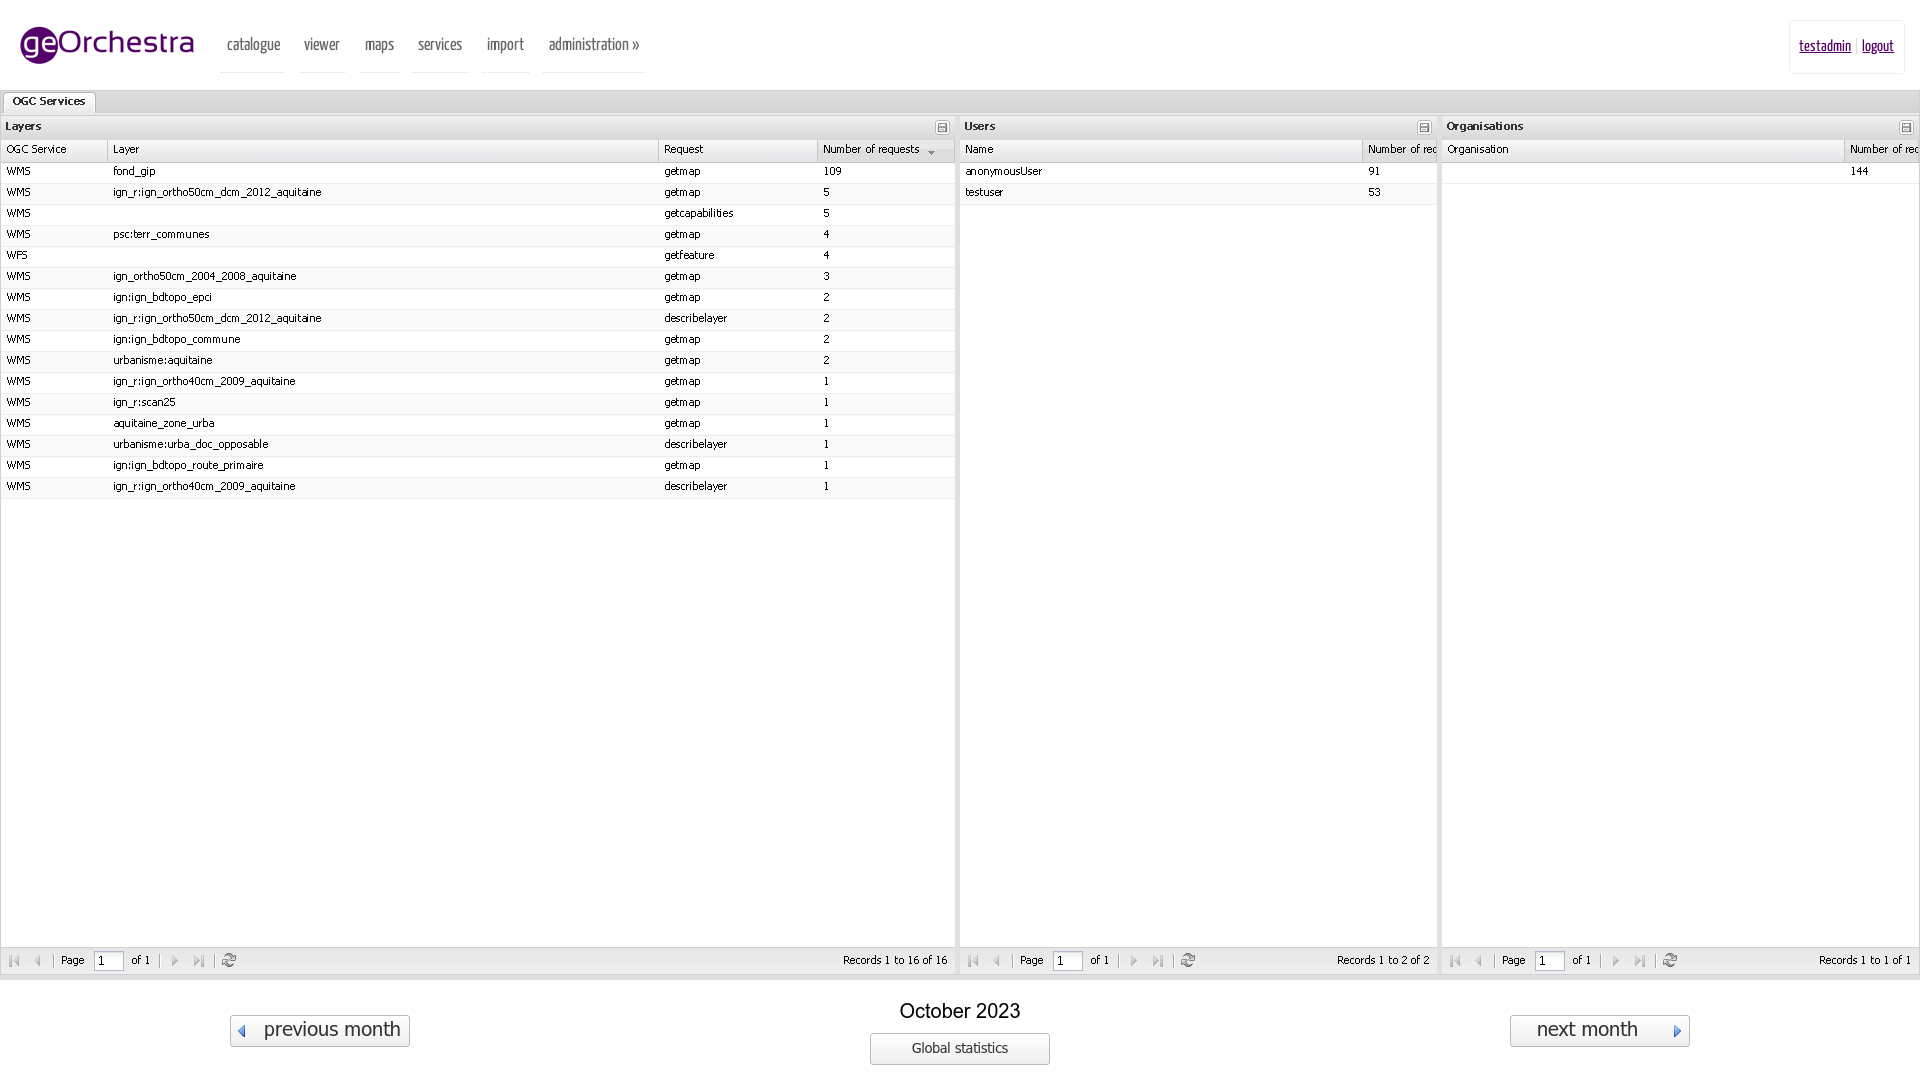 geOrchestra catalogue viewer maps services import administration » testadmin logout
OGC Services
Layers Users Organisations
OGC Service Layer Request Number of requests Name Number of rec Organisation Number of rec
WMS fond_gip getmap 109 anonymousUser 91 144
WMS ign_r:ign_ortho50cm_dcm_2012_aquitaine getmap 5 testuser 53
WMS getcapabilities 5
WMS psc:terr_communes getmap 4
WFS getfeature 4
WMS ign_ortho50cm_2004_2008_aquitaine getmap 3
WMS ign:ign_bdtopo_epci getmap 2
WMS ign_r:ign_ortho50cm_dcm_2012_aquitaine describelayer 2
WMS ign:ign_bdtopo_commune getmap 2
WMS urbanisme:aquitaine getmap 2
WMS ign_r:ign_ortho40cm_2009_aquitaine getmap 1
WMS ign_r:scan25 getmap 1
WMS aquitaine_zone_urba getmap 1
WMS urbanisme:urba_doc_opposable describelayer 1
WMS ign:ign_bdtopo_route_primaire getmap 1
WMS ign_r:ign_ortho40cm_2009_aquitaine describelayer 1
Page 1 of 1 Records 1 to 16 of 16 Page 1 of 1 Records 1 to 2 of 2 Page 1 of 1 Records 1 to 1 of 1
October 2023
previous month next month
Global statistics